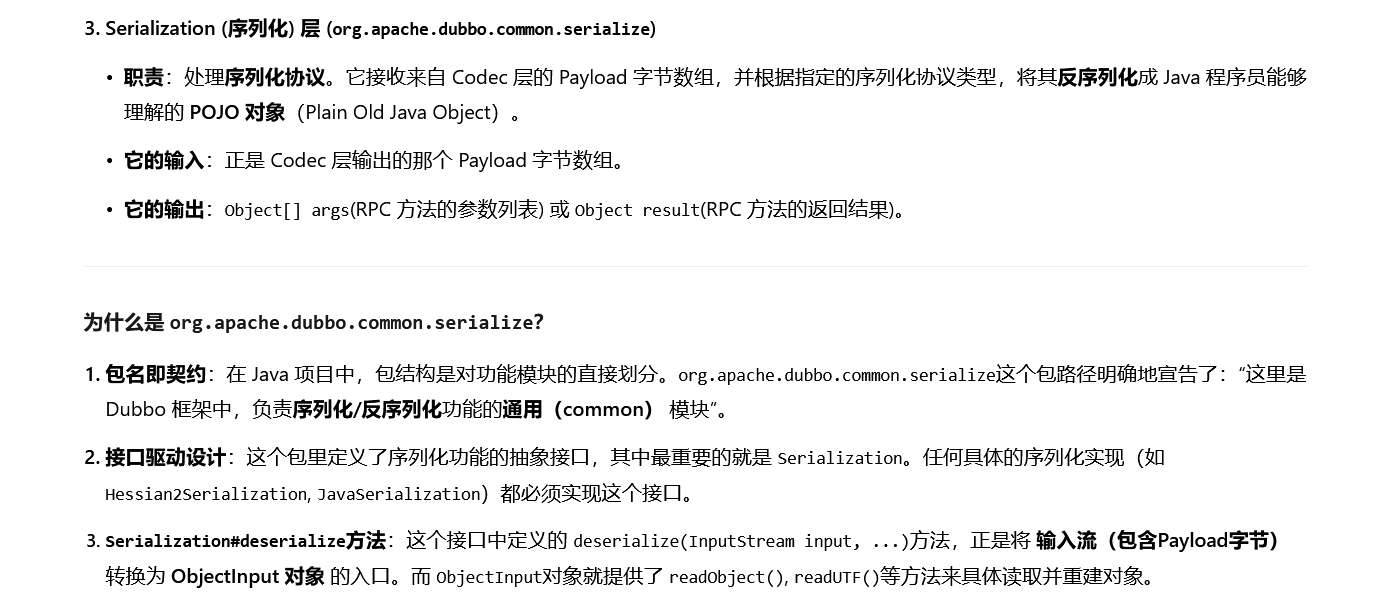 3. Serialization (序列化) 层 (org.apache.dubbo.common.serialize)
• 职责：处理序列化协议。它接收来自 Codec 层的 Payload 字节数组，并根据指定的序列化协议类型，将其反序列化成 Java 程序员能够
理解的 POJO 对象（Plain Old Java Object）。
• 它的输入：正是 Codec 层输出的那个 Payload 字节数组。
• 它的输出：Object[] args(RPC 方法的参数列表) 或 Object result(RPC 方法的返回结果)。
为什么是 org.apache.dubbo.common.serialize?
1. 包名即契约：在 Java 项目中，包结构是对功能模块的直接划分。org.apache.dubbo.common.serialize这个包路径明确地宣告了：“这里是
Dubbo 框架中，负责序列化/反序列化功能的通用（common） 模块”。
2. 接口驱动设计：这个包里定义了序列化功能的抽象接口，其中最重要的就是 Serialization。任何具体的序列化实现（如
Hessian2Serialization, JavaSerialization）都必须实现这个接口。
3. Serialization#deserialize方法：这个接口中定义的 deserialize(InputStream input, ...)方法，正是将 输入流（包含Payload字节）
转换为 ObjectInput 对象 的入口。而 ObjectInput对象就提供了 readObject(), readUTF()等方法来具体读取并重建对象。